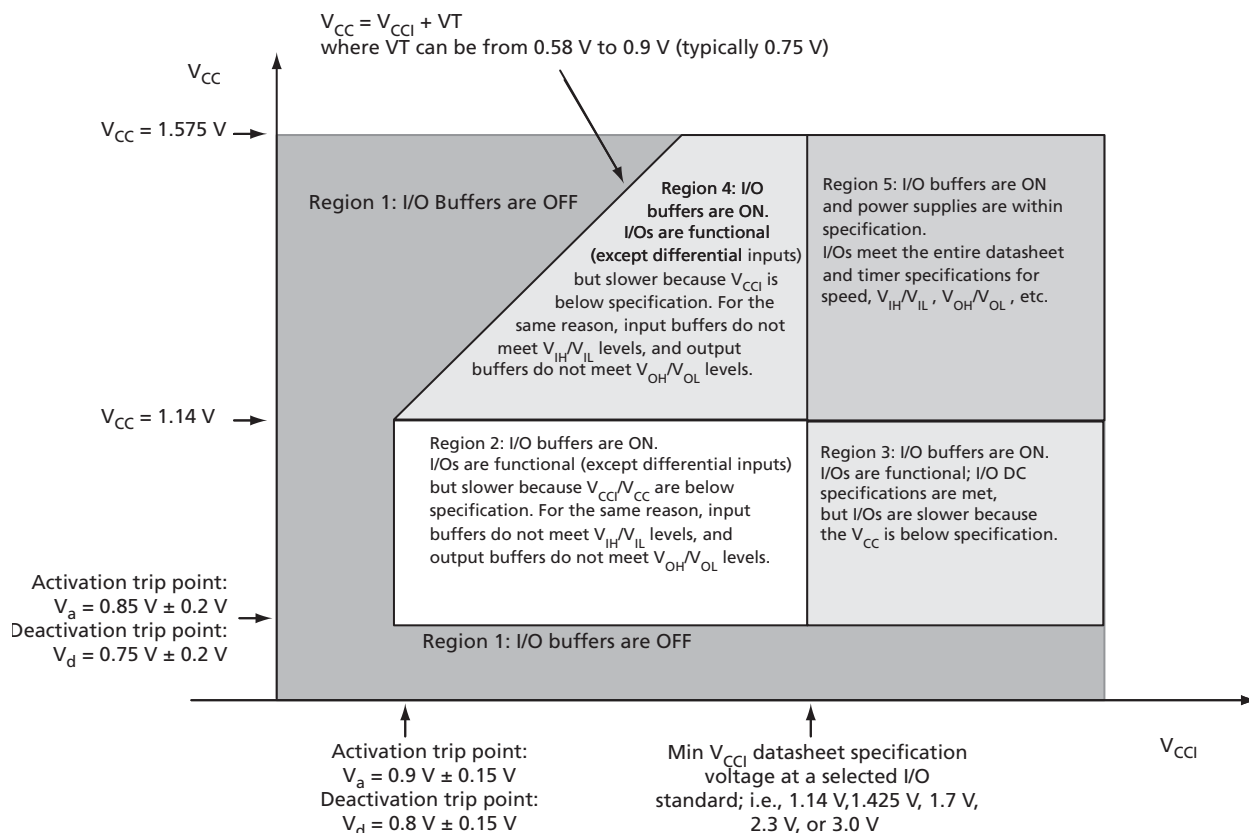 V_CC = V_CCI + VT
where VT can be from 0.58 V to 0.9 V (typically 0.75 V)
V_CC
V_CC = 1.575 V
Region 1: I/O Buffers are OFF
Region 4: I/O
buffers are ON.
I/Os are functional
(except differential inputs)
but slower because V_CCI is
below specification. For the
same reason, input buffers do not
meet V_IH/V_IL levels, and output
buffers do not meet V_OH/V_OL levels.
Region 5: I/O buffers are ON
and power supplies are within
specification.
I/Os meet the entire datasheet
and timer specifications for
speed, V_IH/V_IL , V_OH/V_OL , etc.
V_CC = 1.14 V
Region 2: I/O buffers are ON.
I/Os are functional (except differential inputs)
but slower because V_CCI/V_CC are below
specification. For the same reason, input
buffers do not meet V_IH/V_IL levels, and
output buffers do not meet V_OH/V_OL levels.
Region 3: I/O buffers are ON.
I/Os are functional; I/O DC
specifications are met,
but I/Os are slower because
the V_CC is below specification.
Activation trip point:
V_a = 0.85 V ± 0.2 V
Deactivation trip point:
V_d = 0.75 V ± 0.2 V
Region 1: I/O buffers are OFF
Activation trip point:
V_a = 0.9 V ± 0.15 V
Deactivation trip point:
V_d = 0.8 V ± 0.15 V
Min V_CCI datasheet specification
voltage at a selected I/O
standard; i.e., 1.14 V,1.425 V, 1.7 V,
2.3 V, or 3.0 V
V_CCI